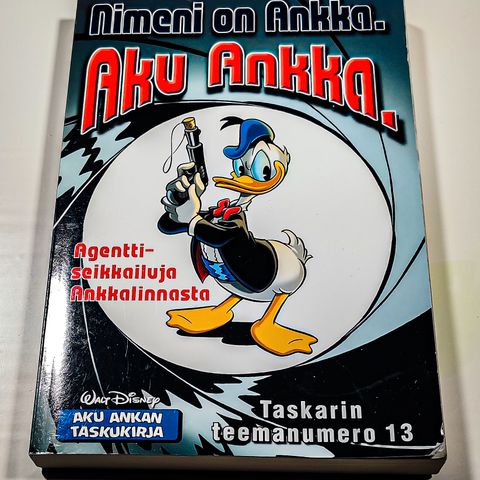 Nimeni on Ankka.
Aku Ankka.
Agentti-
seikkailuja
Ankkalinnasta
Walt Disney
AKU ANKAN
TASKUKIRJA
Taskarin
teemanumero 13